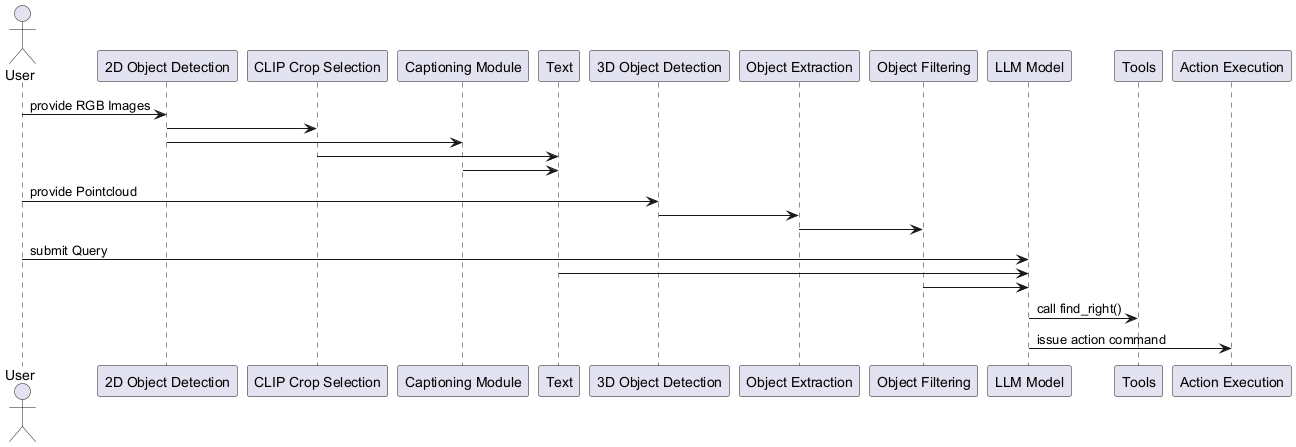 User
2D Object Detection
CLIP Crop Selection
Captioning Module
Text
3D Object Detection
Object Extraction
Object Filtering
LLM Model
Tools
Action Execution
provide RGB Images
provide Pointcloud
submit Query
call find_right()
issue action command
User
2D Object Detection
CLIP Crop Selection
Captioning Module
Text
3D Object Detection
Object Extraction
Object Filtering
LLM Model
Tools
Action Execution